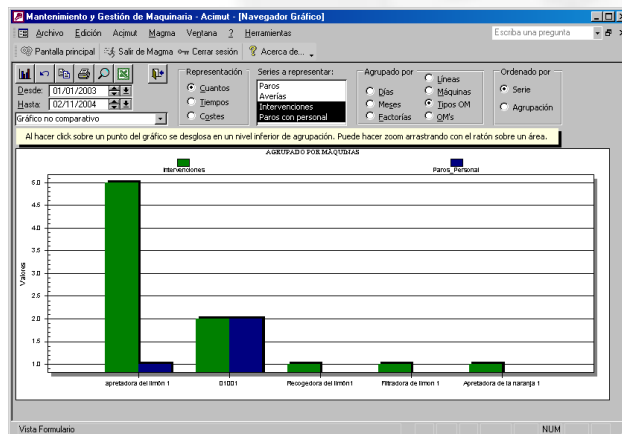 Mantenimiento y Gestión de Maquinaria - Acimut - [Navegador Gráfico]
Archivo Edición Acimut Magma Ventana ? Herramientas Escriba una pregunta
Pantalla principal Salir de Magma Cerrar sesión Acerca de...
Representación Series a representar: Agrupado por Ordenado por
Desde: 01/01/2003
Hasta: 02/11/2004
Gráfico no comparativo
Cuantos
Tiempos
Costes
Paros
Averías
Intervenciones
Paros con personal
Días
Meses
Factorías
Líneas
Máquinas
Tipos OM
OM's
Serie
Agrupación
Al hacer click sobre un punto del gráfico se desglosa en un nivel inferior de agrupación. Puede hacer zoom arrastrando con el ratón sobre un área.
AGRUPADO POR MÁQUINAS
Intervenciones Paros_Personal
Valores
5.0
4.5
4.0
3.5
3.0
2.5
2.0
1.5
1.0
apretadora del limón 1 01001 Recogedora del limón1 Filtradora de limon 1 Apretadora de la naranja 1
Vista Formulario NUM